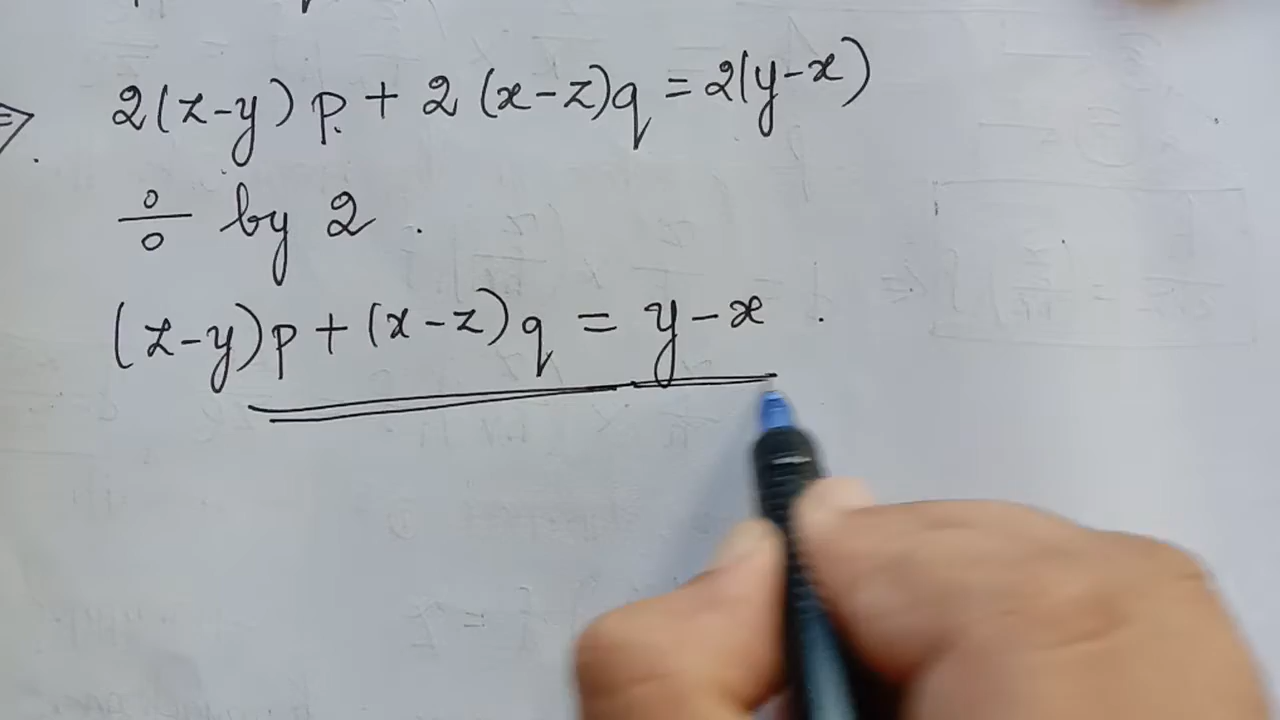 ⇒ 2(z-y) p + 2 (x-z)q = 2(y-x)
÷ by 2 .
(z-y)p + (x-z)q = y-x .